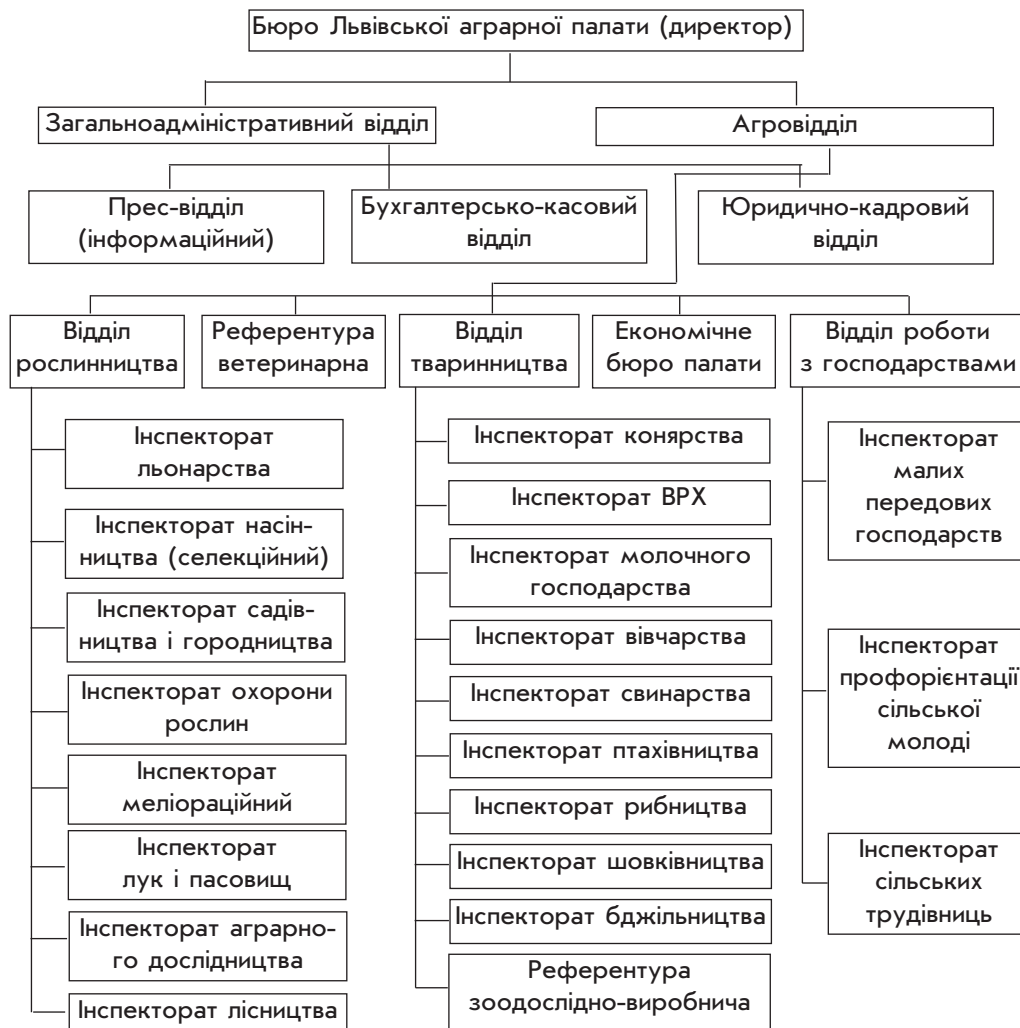 Бюро Львівської аграрної палати (директор)
Загальноадміністративний відділ
Агровідділ
Прес-відділ
(інформаційний)
Бухгалтерсько-касовий
відділ
Юридично-кадровий
відділ
Відділ
рослинництва
Референтура
ветеринарна
Відділ
тваринництва
Економічне
бюро палати
Відділ роботи
з господарствами
Інспекторат
льонарства
Інспекторат насін-
ництва (селекційний)
Інспекторат садів-
ництва і городництва
Інспекторат охорони
рослин
Інспекторат
меліораційний
Інспекторат
лук і пасовищ
Інспекторат аграрно-
го дослідництва
Інспекторат лісництва
Інспекторат конярства
Інспекторат ВРХ
Інспекторат молочного
господарства
Інспекторат вівчарства
Інспекторат свинарства
Інспекторат птахівництва
Інспекторат рибництва
Інспекторат шовківництва
Інспекторат бджільництва
Референтура
зоодослідно-виробнича
Інспекторат
малих
передових
господарств
Інспекторат
профорієнтації
сільської
молоді
Інспекторат
сільських
трудівниць